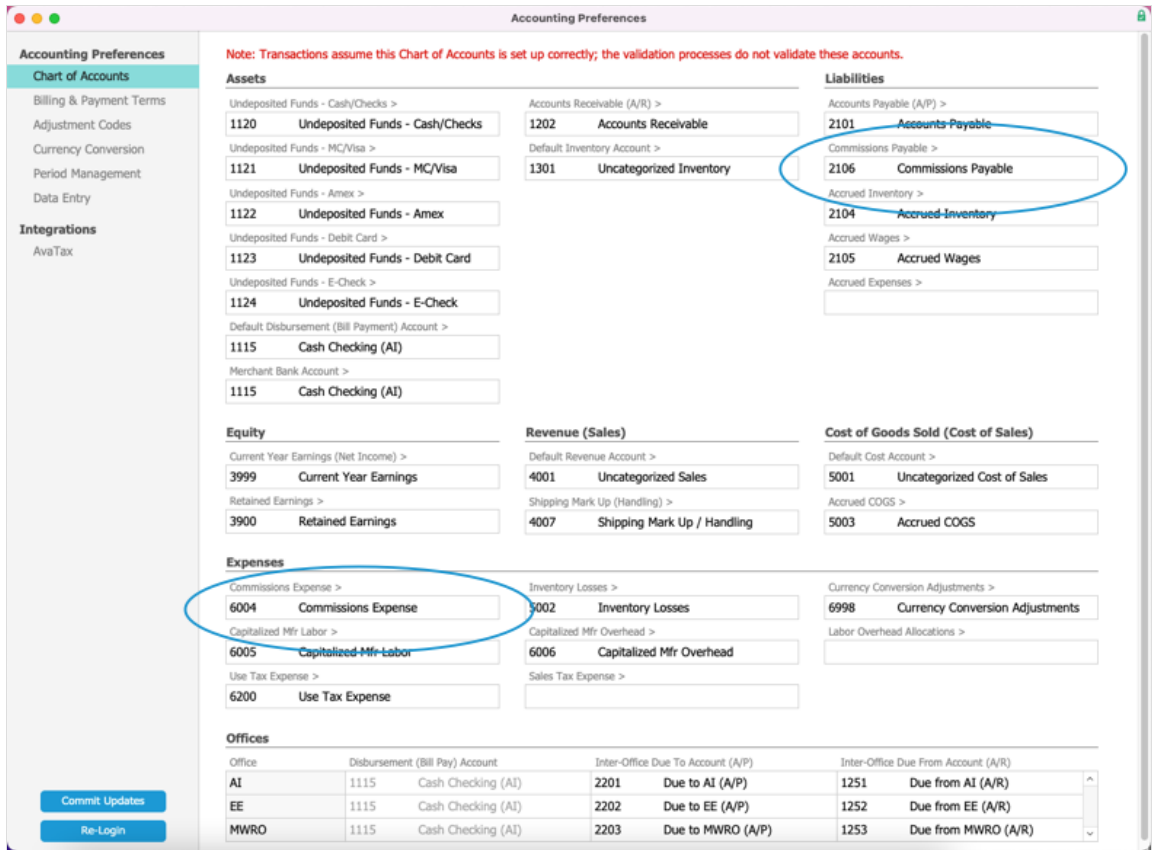 Accounting Preferences
Accounting Preferences
Chart of Accounts
Billing & Payment Terms
Adjustment Codes
Currency Conversion
Period Management
Data Entry
Integrations
AvaTax
Commit Updates
Re-Login
Note: Transactions assume this Chart of Accounts is set up correctly; the validation processes do not validate these accounts.
Assets
Undeposited Funds - Cash/Checks >
1120 Undeposited Funds - Cash/Checks
Undeposited Funds - MC/Visa >
1121 Undeposited Funds - MC/Visa
Undeposited Funds - Amex >
1122 Undeposited Funds - Amex
Undeposited Funds - Debit Card >
1123 Undeposited Funds - Debit Card
Undeposited Funds - E-Check >
1124 Undeposited Funds - E-Check
Default Disbursement (Bill Payment) Account >
1115 Cash Checking (AI)
Merchant Bank Account >
1115 Cash Checking (AI)
Accounts Receivable (A/R) >
1202 Accounts Receivable
Default Inventory Account >
1301 Uncategorized Inventory
Liabilities
Accounts Payable (A/P) >
2101 Accounts Payable
Commissions Payable >
2106 Commissions Payable
Accrued Inventory >
2104 Accrued Inventory
Accrued Wages >
2105 Accrued Wages
Accrued Expenses >
Equity
Current Year Earnings (Net Income) >
3999 Current Year Earnings
Retained Earnings >
3900 Retained Earnings
Revenue (Sales)
Default Revenue Account >
4001 Uncategorized Sales
Shipping Mark Up (Handling) >
4007 Shipping Mark Up / Handling
Cost of Goods Sold (Cost of Sales)
Default Cost Account >
5001 Uncategorized Cost of Sales
Accrued COGS >
5003 Accrued COGS
Expenses
Commissions Expense >
6004 Commissions Expense
Capitalized Mfr Labor >
6005 Capitalized Mfr Labor
Use Tax Expense >
6200 Use Tax Expense
Inventory Losses >
5002 Inventory Losses
Capitalized Mfr Overhead >
6006 Capitalized Mfr Overhead
Sales Tax Expense >
Currency Conversion Adjustments >
6998 Currency Conversion Adjustments
Labor Overhead Allocations >
Offices
Office Disbursement (Bill Pay) Account Inter-Office Due To Account (A/P) Inter-Office Due From Account (A/R)
AI 1115 Cash Checking (AI) 2201 Due to AI (A/P) 1251 Due from AI (A/R)
EE 1115 Cash Checking (AI) 2202 Due to EE (A/P) 1252 Due from EE (A/R)
MWRO 1115 Cash Checking (AI) 2203 Due to MWRO (A/P) 1253 Due from MWRO (A/R)